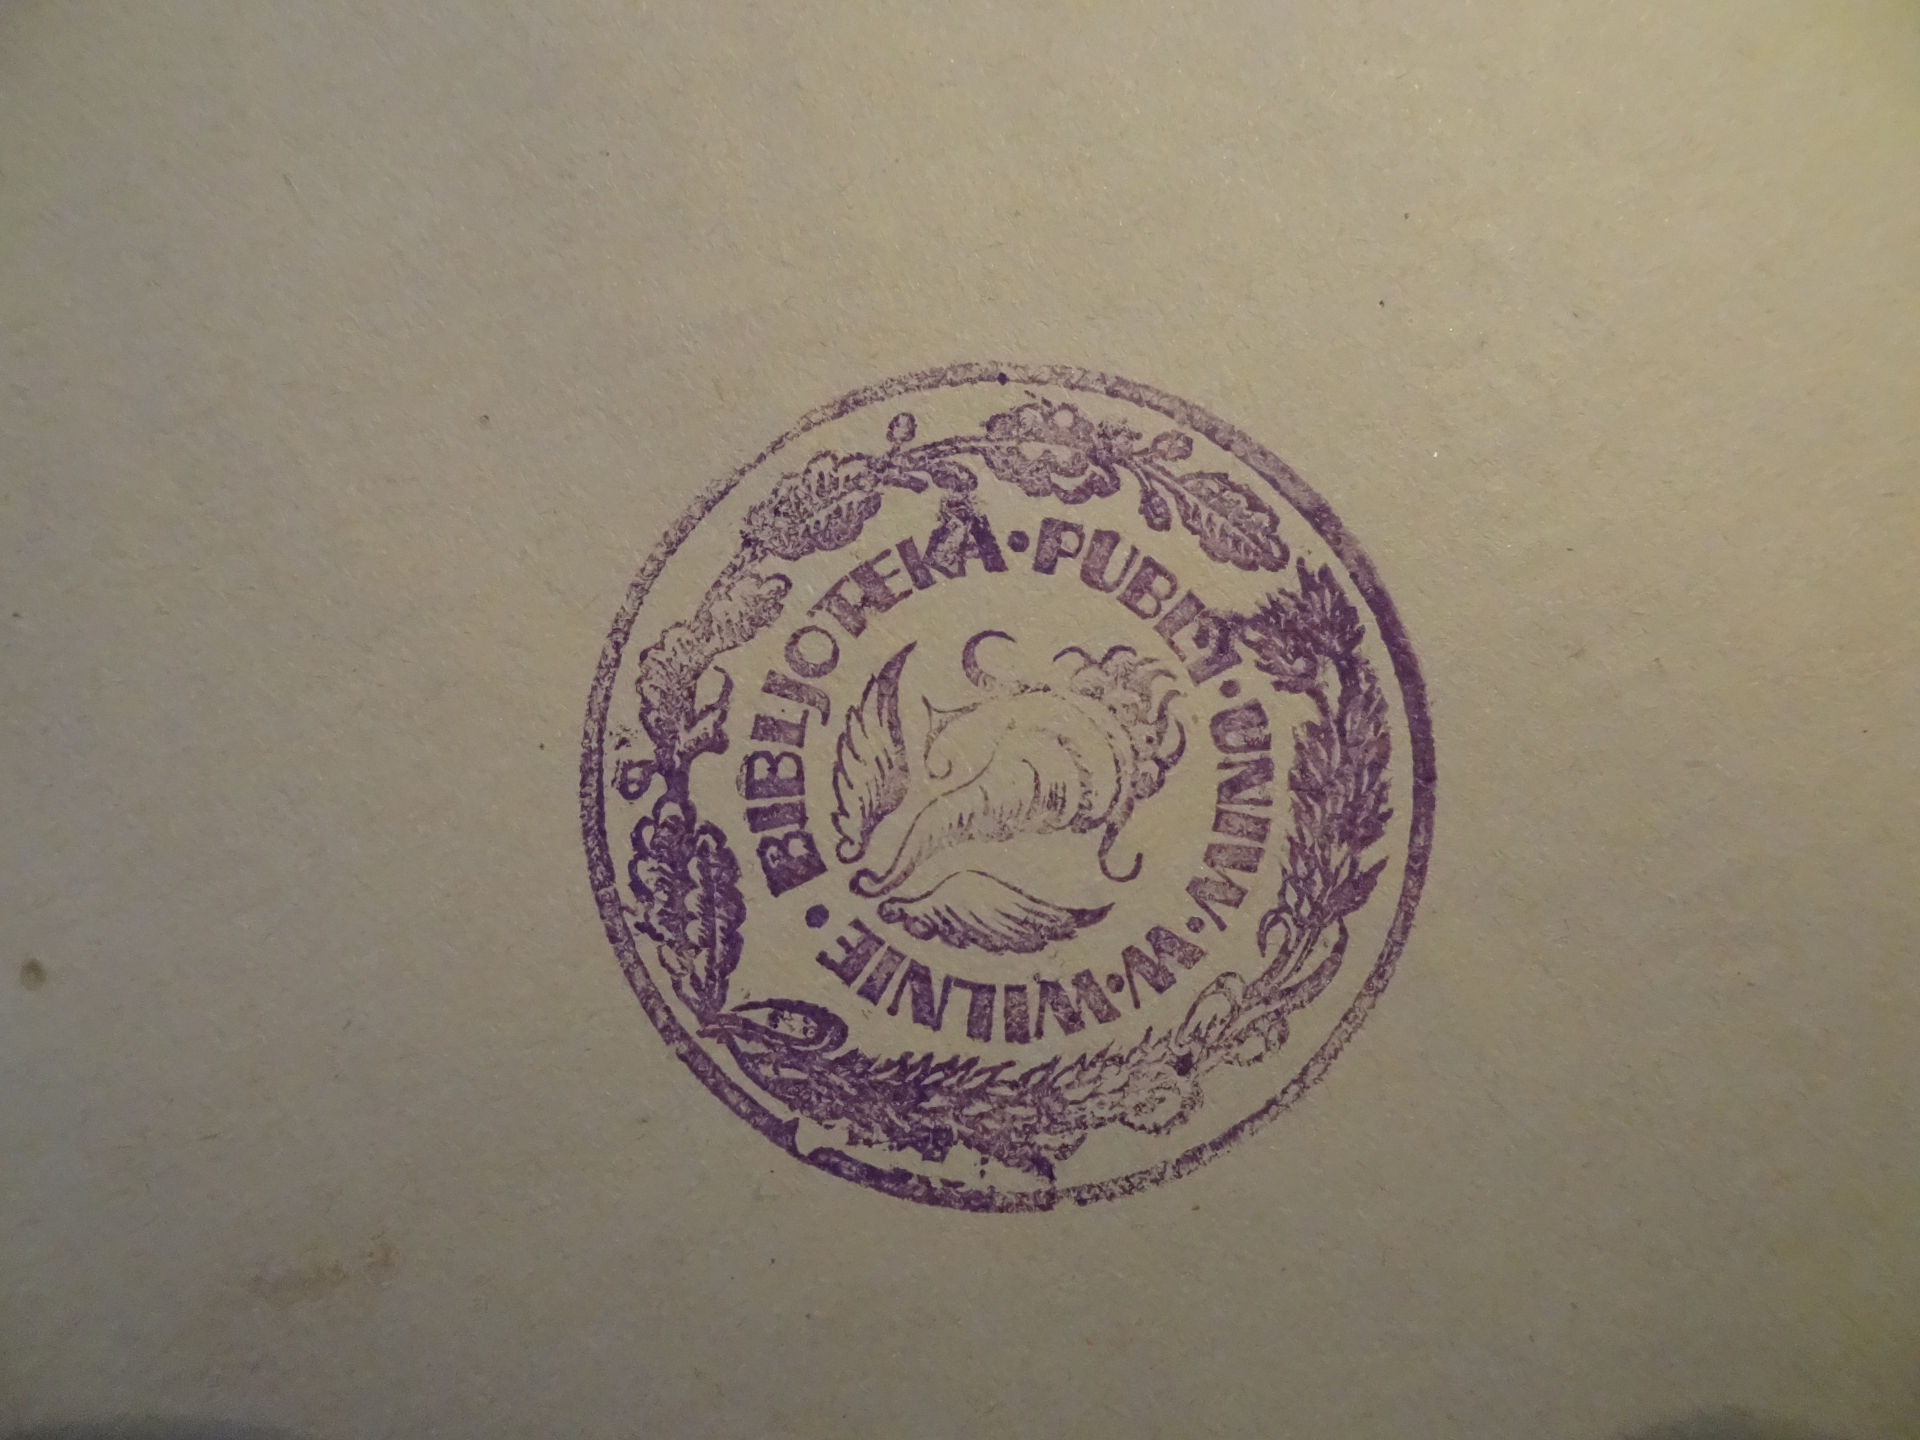 BIBLJOTEKA · PUBL · I · UNIW · W · WILNIE ·